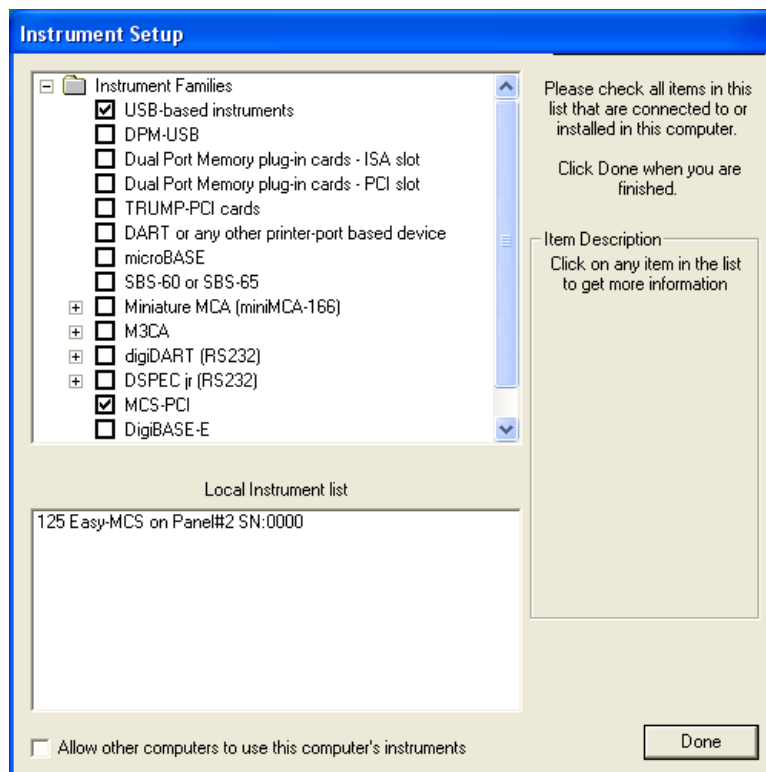 Instrument Setup
Instrument Families
USB-based instruments
DPM-USB
Dual Port Memory plug-in cards - ISA slot
Dual Port Memory plug-in cards - PCI slot
TRUMP-PCI cards
DART or any other printer-port based device
microBASE
SBS-60 or SBS-65
Miniature MCA (miniMCA-166)
M3CA
digiDART (RS232)
DSPEC jr (RS232)
MCS-PCI
DigiBASE-E
Please check all items in this
list that are connected to or
installed in this computer.
Click Done when you are
finished.
Item Description
Click on any item in the list
to get more information
Local Instrument list
125 Easy-MCS on Panel#2 SN:0000
Allow other computers to use this computer's instruments
Done